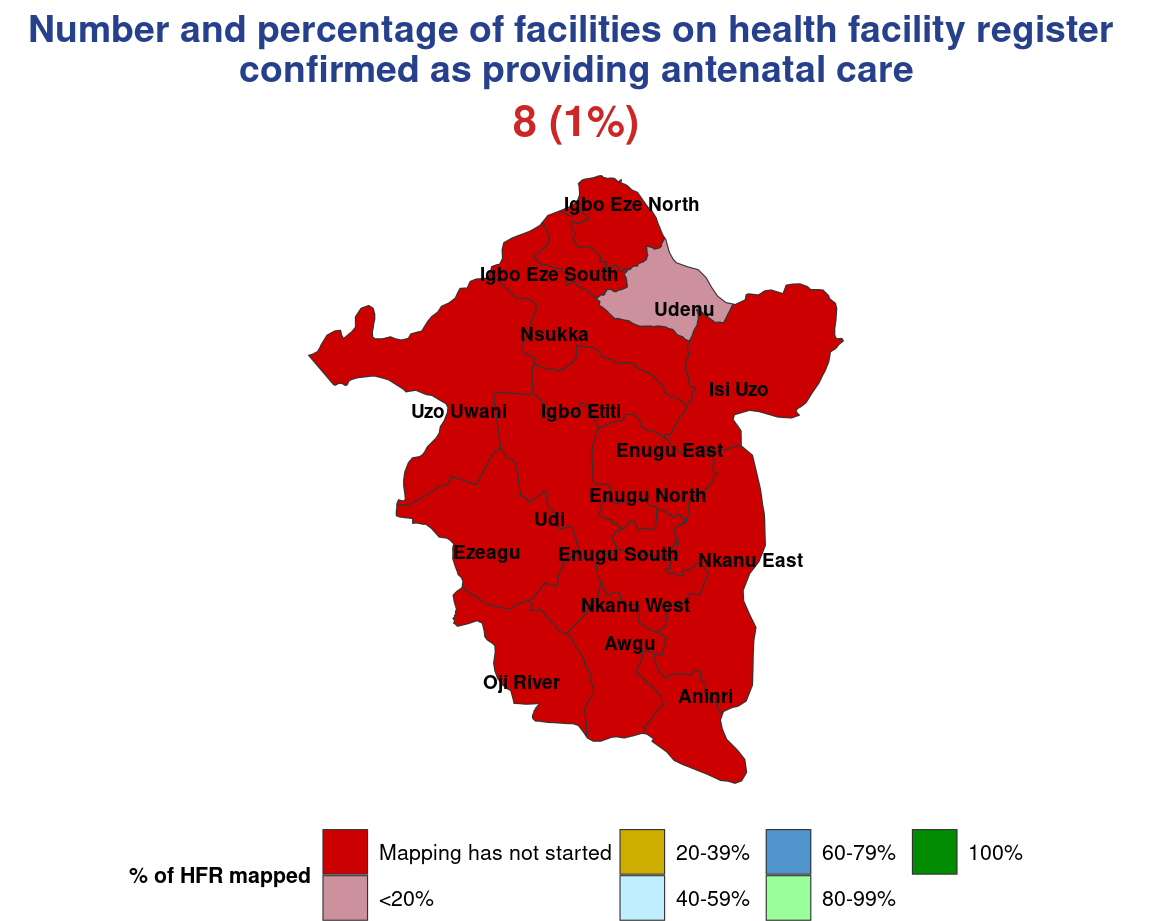 Number and percentage of facilities on health facility register
confirmed as providing antenatal care
8 (1%)
Igbo Eze North
Igbo Eze South
Udenu
Nsukka
Isi Uzo
Uzo Uwani
Igbo Etiti
Enugu East
Enugu North
Udi
Ezeagu
Enugu South
Nkanu East
Nkanu West
Awgu
Oji River
Aninri
% of HFR mapped
Mapping has not started
<20%
20-39%
40-59%
60-79%
80-99%
100%